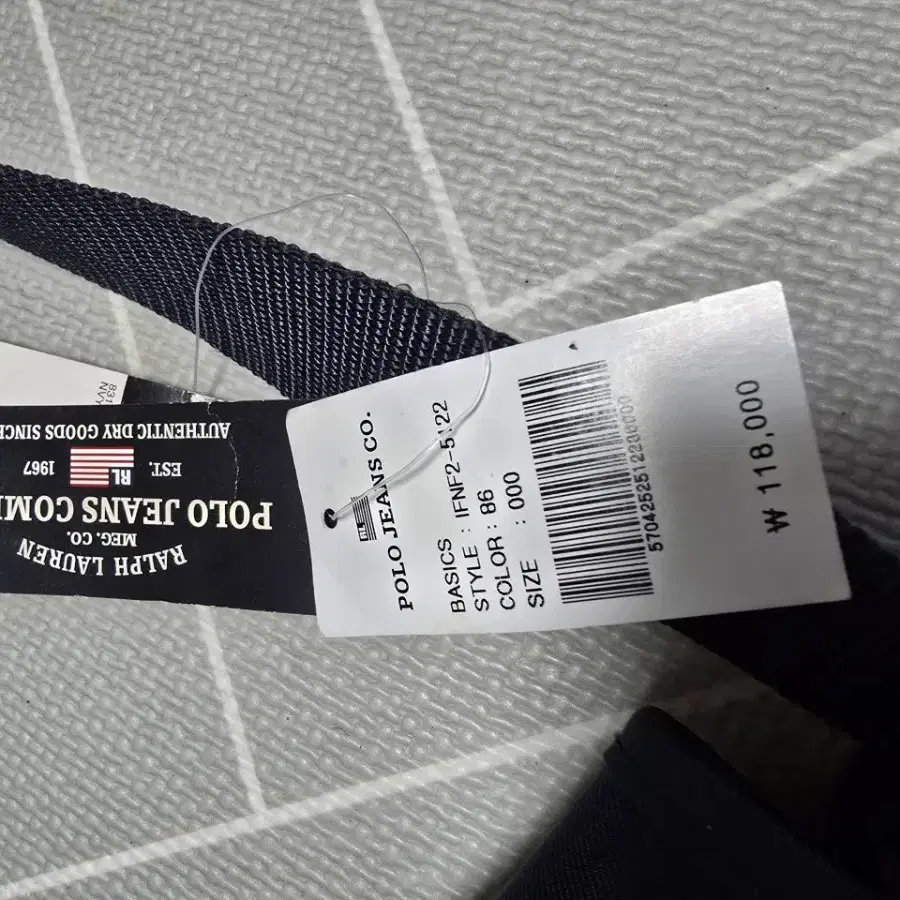 RL
POLO JEANS CO.
BASICS
STYLE : IFNF2-5122
COLOR : 86
SIZE : 000
₩ 118,000
RALPH LAUREN
MFG. CO.
POLO JEANS COM
EST. RL 1967
AUTHENTIC DRY GOODS SINCE